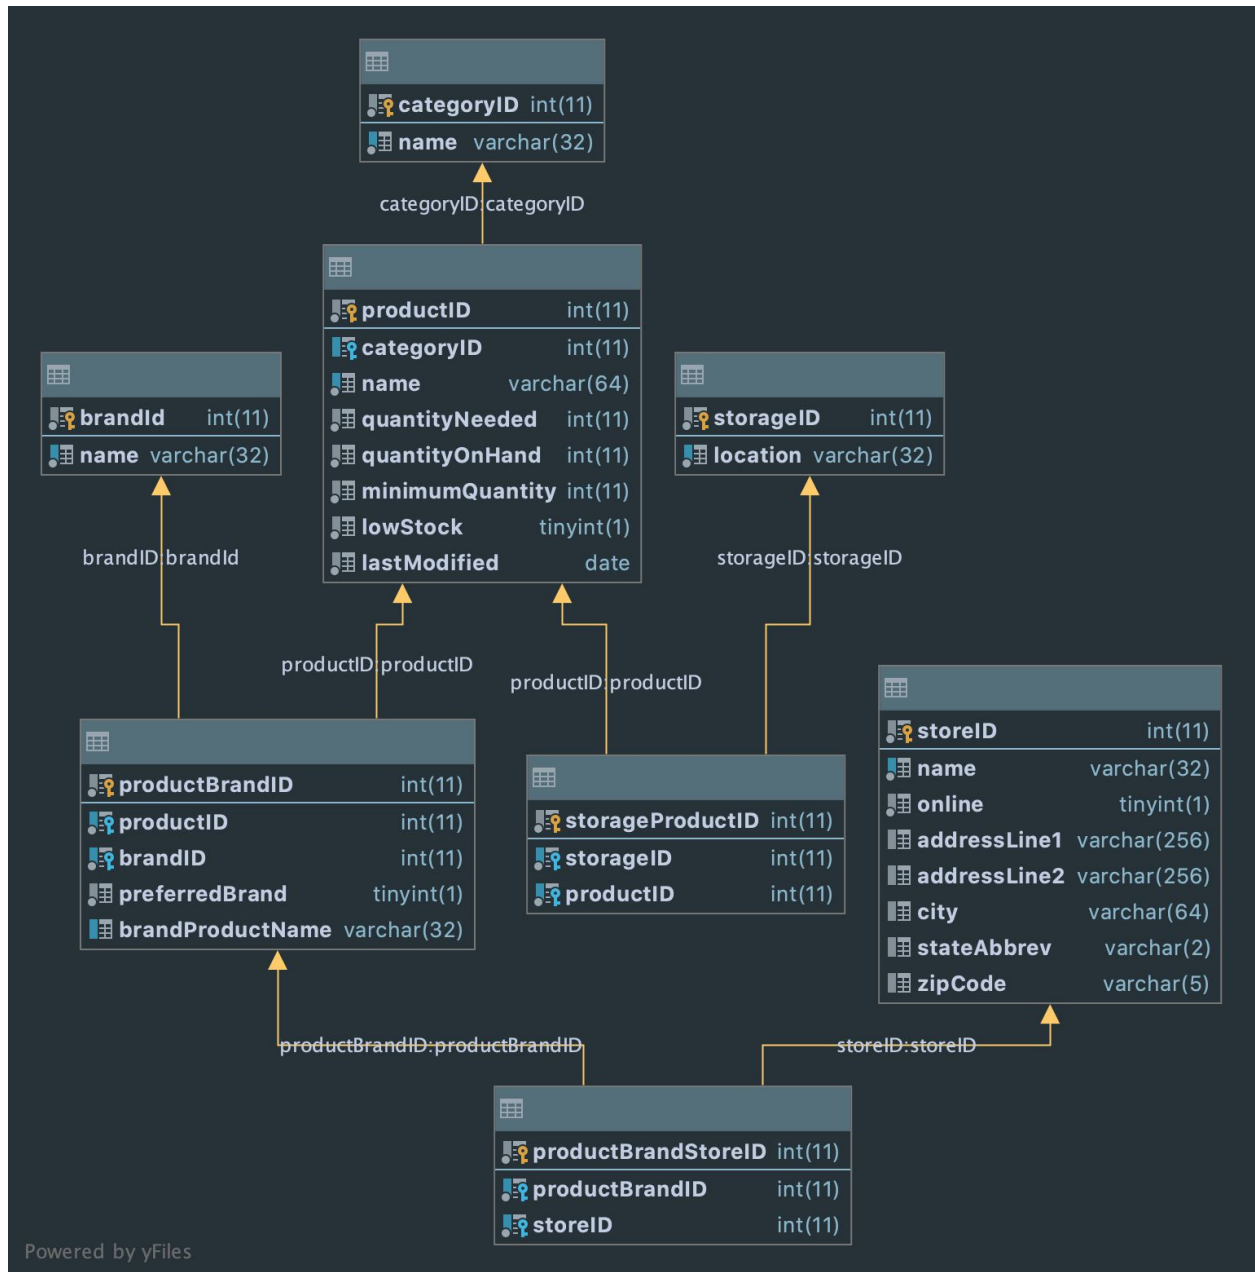 categoryID int(11)
name varchar(32)
categoryID:categoryID
productID int(11)
categoryID int(11)
name varchar(64)
quantityNeeded int(11)
quantityOnHand int(11)
minimumQuantity int(11)
lowStock tinyint(1)
lastModified date
brandId int(11)
name varchar(32)
storageID int(11)
location varchar(32)
brandID:brandId
storageID:storageID
productID:productID
productID:productID
productBrandID int(11)
productID int(11)
brandID int(11)
preferredBrand tinyint(1)
brandProductName varchar(32)
storageProductID int(11)
storageID int(11)
productID int(11)
storeID int(11)
name varchar(32)
online tinyint(1)
addressLine1 varchar(256)
addressLine2 varchar(256)
city varchar(64)
stateAbbrev varchar(2)
zipCode varchar(5)
productBrandID:productBrandID
storeID:storeID
productBrandStoreID int(11)
productBrandID int(11)
storeID int(11)
Powered by yFiles